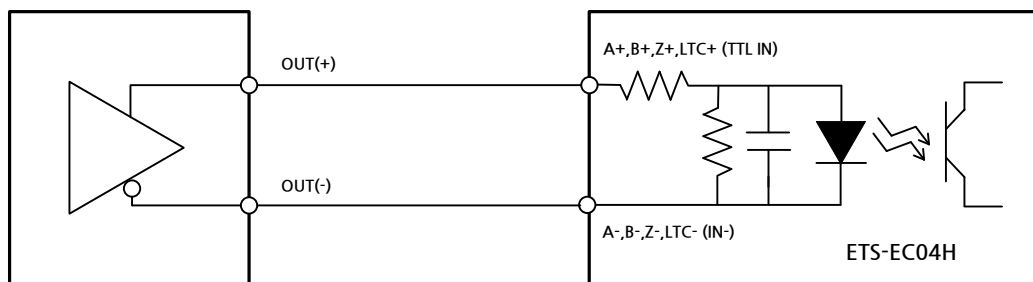 A+,B+,Z+,LTC+ (TTL IN)
OUT(+)
OUT(-)
A-,B-,Z-,LTC- (IN-)
ETS-EC04H